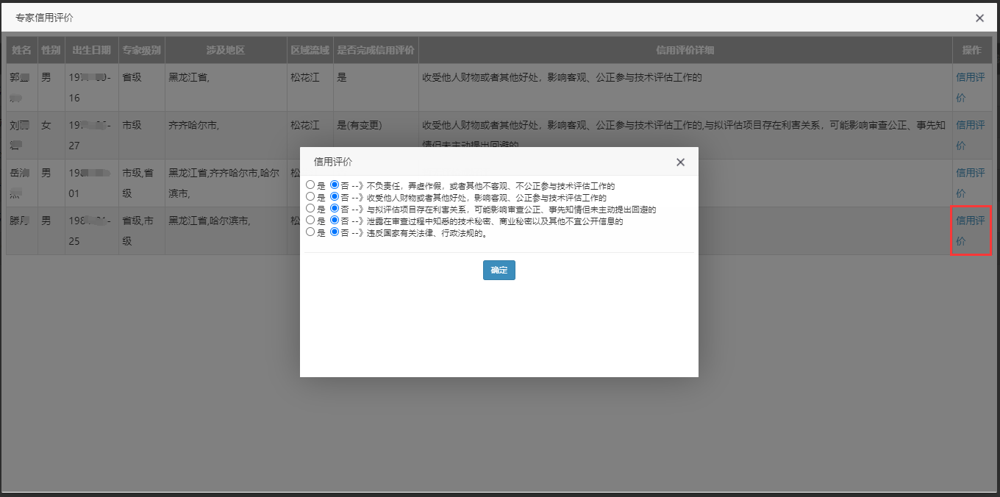 专家信用评价
姓名 性别 出生日期 专家级别 涉及地区 区域流域 是否完成信用评价 信用评价详细 操作
郭 男 197 - 省级 黑龙江省, 松花江 是 收受他人财物或者其他好处，影响客观、公正参与技术评估工作的 信用评
16 价
刘 女 19 - 市级 齐齐哈尔市, 松花江 是(有变更) 收受他人财物或者其他好处，影响客观、公正参与技术评估工作的,与拟评估项目存在利害关系，可能影响审查公正、事先知 信用评
27 情但未主动提出回避的 价
岳 男 19 市级,省 黑龙江省,齐齐哈尔市,哈尔 松 信用评
01 级 滨市, 价
滕 男 198 - 省级,市 黑龙江省,哈尔滨市, 松 信用评
25 级 价
信用评价
是 否 --》不负责任，弄虚作假，或者其他不客观、不公正参与技术评估工作的
是 否 --》收受他人财物或者其他好处，影响客观、公正参与技术评估工作的
是 否 --》与拟评估项目存在利害关系，可能影响审查公正、事先知情但未主动提出回避的
是 否 --》泄露在审查过程中知悉的技术秘密、商业秘密以及其他不宜公开信息的
是 否 --》违反国家有关法律、行政法规的。
确定